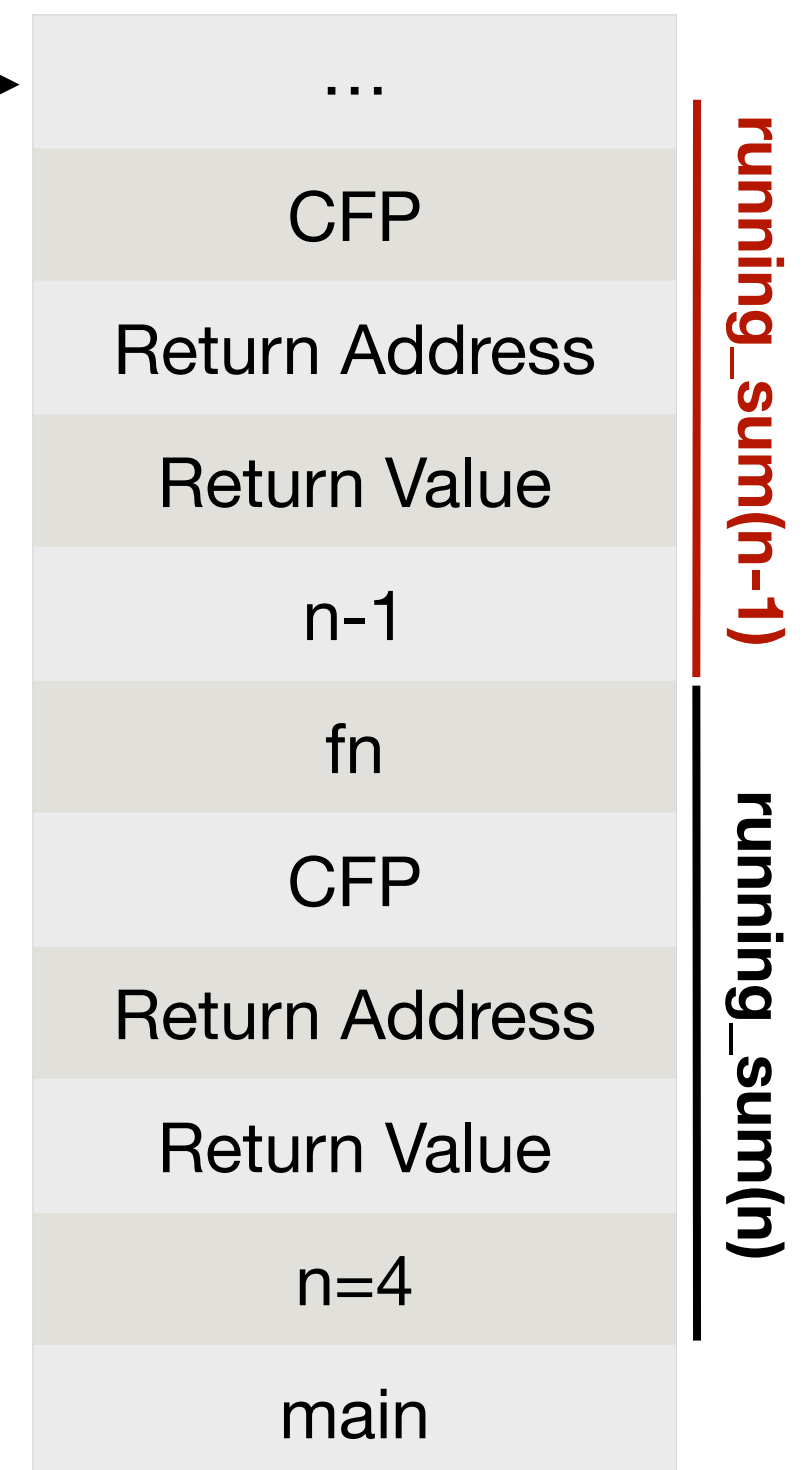 ...
CFP
Return Address
Return Value
n-1
fn
CFP
Return Address
Return Value
n=4
main
running_sum(n-1)
running_sum(n)